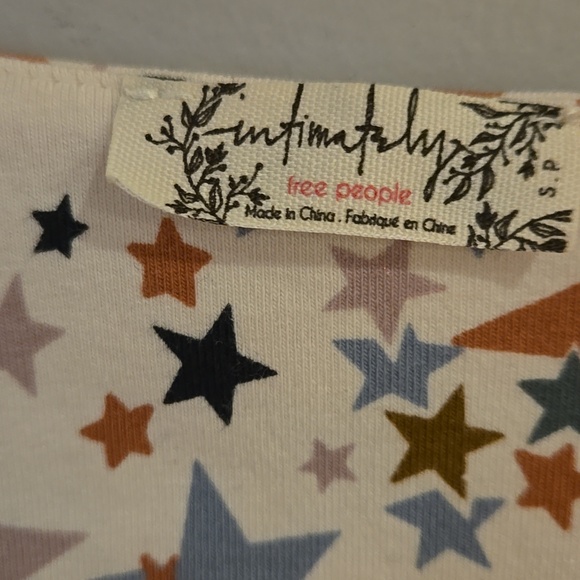 intimately
free people
Made in China . Fabriqué en Chine
S.P